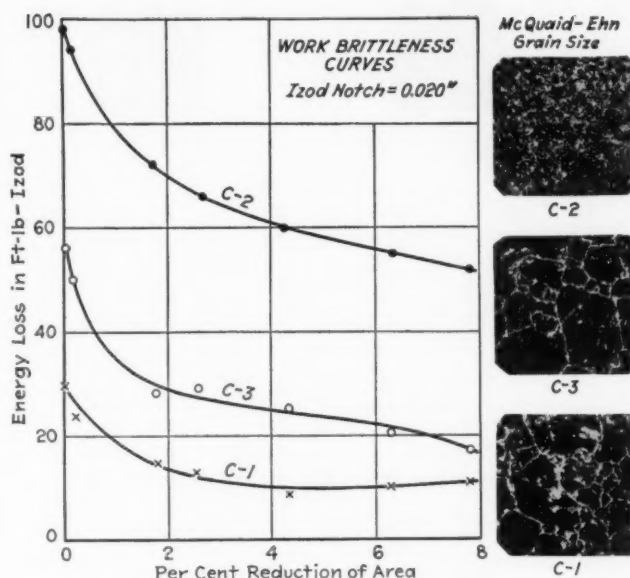 WORK BRITTLENESS
CURVES
Izod Notch = 0.020"
McQuaid-Ehn
Grain Size
Energy Loss in Ft-lb-Izod
100
80
60
40
20
0
C-2
C-3
C-1
0
2
4
6
8
Per Cent Reduction of Area
C-2
C-3
C-1